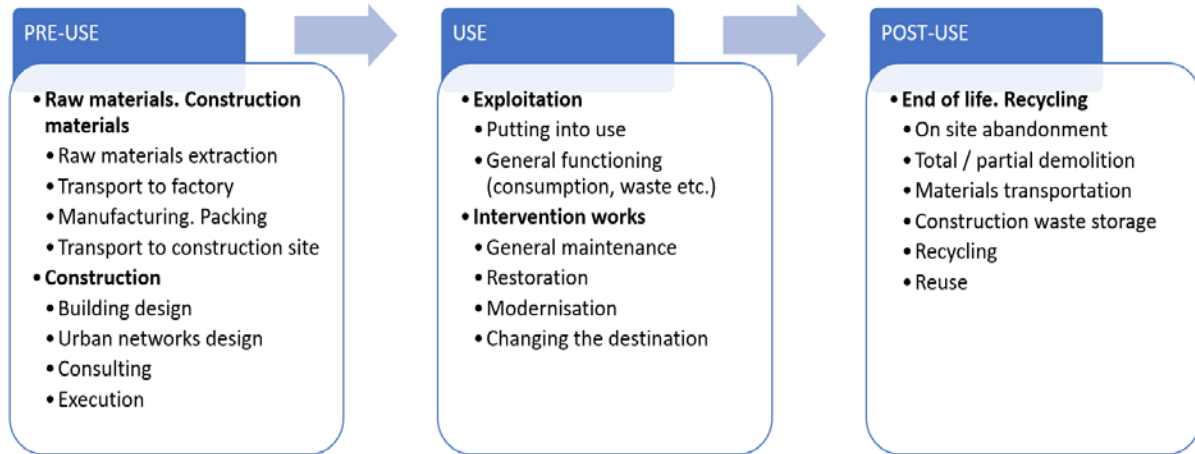 PRE-USE
• Raw materials. Construction
materials
• Raw materials extraction
• Transport to factory
• Manufacturing. Packing
• Transport to construction site
• Construction
• Building design
• Urban networks design
• Consulting
• Execution
USE
• Exploitation
• Putting into use
• General functioning
(consumption, waste etc.)
• Intervention works
• General maintenance
• Restoration
• Modernisation
• Changing the destination
POST-USE
• End of life. Recycling
• On site abandonment
• Total / partial demolition
• Materials transportation
• Construction waste storage
• Recycling
• Reuse